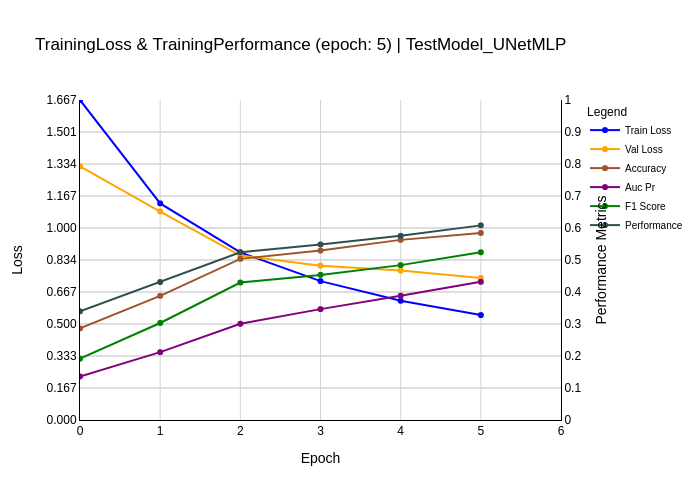 TrainingLoss & TrainingPerformance (epoch: 5) | TestModel_UNetMLP
Loss
1.667
1.501
1.334
1.167
1.000
0.834
0.667
0.500
0.333
0.167
0.000
0 1 2 3 4 5 6
Epoch
1
0.9
0.8
0.7
0.6
0.5
0.4
0.3
0.2
0.1
0
Performance Metrics
Legend
Train Loss
Val Loss
Accuracy
Auc Pr
F1 Score
Performance